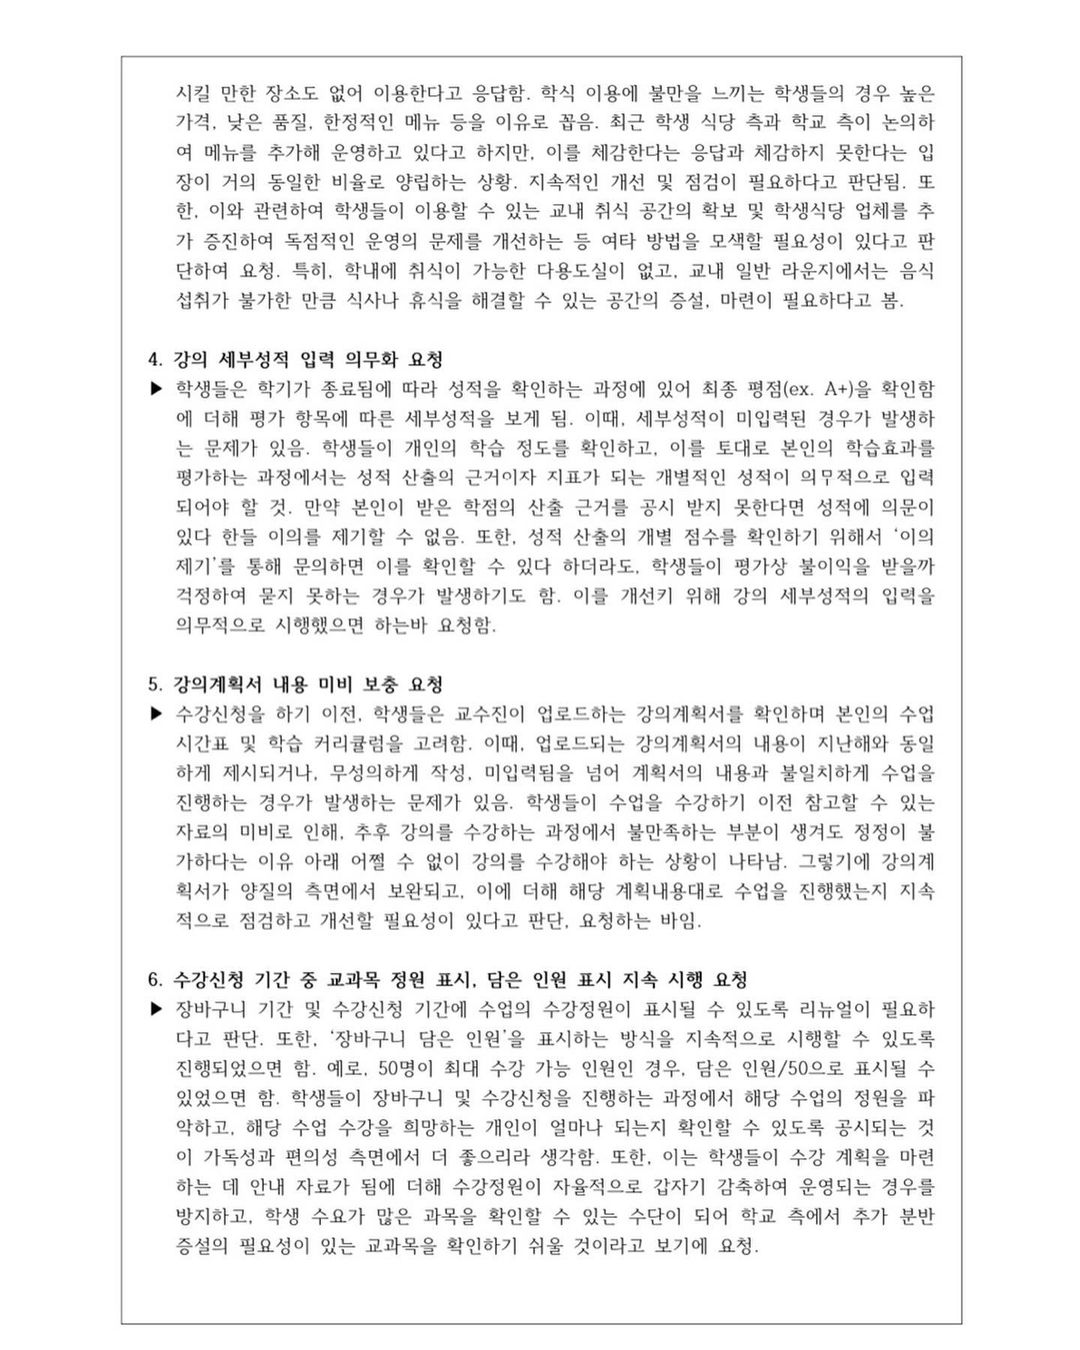 시킬 만한 장소도 없어 이용한다고 응답함. 학식 이용에 불만을 느끼는 학생들의 경우 높은
가격, 낮은 품질, 한정적인 메뉴 등을 이유로 꼽음. 최근 학생 식당 측과 학교 측이 논의하
여 메뉴를 추가해 운영하고 있다고 하지만, 이를 체감한다는 응답과 체감하지 못한다는 입
장이 거의 동일한 비율로 양립하는 상황. 지속적인 개선 및 점검이 필요하다고 판단됨. 또
한, 이와 관련하여 학생들이 이용할 수 있는 교내 취식 공간의 확보 및 학생식당 업체를 추
가 증진하여 독점적인 운영의 문제를 개선하는 등 여타 방법을 모색할 필요성이 있다고 판
단하여 요청. 특히, 학내에 취식이 가능한 다용도실이 없고, 교내 일반 라운지에서는 음식
섭취가 불가한 만큼 식사나 휴식을 해결할 수 있는 공간의 증설, 마련이 필요하다고 봄.
4. 강의 세부성적 입력 의무화 요청
▶ 학생들은 학기가 종료됨에 따라 성적을 확인하는 과정에 있어 최종 평점(ex. A+)을 확인함
에 더해 평가 항목에 따른 세부성적을 보게 됨. 이때, 세부성적이 미입력된 경우가 발생하
는 문제가 있음. 학생들이 개인의 학습 정도를 확인하고, 이를 토대로 본인의 학습효과를
평가하는 과정에서는 성적 산출의 근거이자 지표가 되는 개별적인 성적이 의무적으로 입력
되어야 할 것. 만약 본인이 받은 학점의 산출 근거를 공시 받지 못한다면 성적에 의문이
있다 한들 이의를 제기할 수 없음. 또한, 성적 산출의 개별 점수를 확인하기 위해서 '이의
제기'를 통해 문의하면 이를 확인할 수 있다 하더라도, 학생들이 평가상 불이익을 받을까
걱정하여 묻지 못하는 경우가 발생하기도 함. 이를 개선키 위해 강의 세부성적의 입력을
의무적으로 시행했으면 하는바 요청함.
5. 강의계획서 내용 미비 보충 요청
▶ 수강신청을 하기 이전, 학생들은 교수진이 업로드하는 강의계획서를 확인하며 본인의 수업
시간표 및 학습 커리큘럼을 고려함. 이때, 업로드되는 강의계획서의 내용이 지난해와 동일
하게 제시되거나, 무성의하게 작성, 미입력됨을 넘어 계획서의 내용과 불일치하게 수업을
진행하는 경우가 발생하는 문제가 있음. 학생들이 수업을 수강하기 이전 참고할 수 있는
자료의 미비로 인해, 추후 강의를 수강하는 과정에서 불만족하는 부분이 생겨도 정정이 불
가하다는 이유 아래 어쩔 수 없이 강의를 수강해야 하는 상황이 나타남. 그렇기에 강의계
획서가 양질의 측면에서 보완되고, 이에 더해 해당 계획내용대로 수업을 진행했는지 지속
적으로 점검하고 개선할 필요성이 있다고 판단, 요청하는 바임.
6. 수강신청 기간 중 교과목 정원 표시, 담은 인원 표시 지속 시행 요청
▶ 장바구니 기간 및 수강신청 기간에 수업의 수강정원이 표시될 수 있도록 리뉴얼이 필요하
다고 판단. 또한, '장바구니 담은 인원'을 표시하는 방식을 지속적으로 시행할 수 있도록
진행되었으면 함. 예로, 50명이 최대 수강 가능 인원인 경우, 담은 인원/50으로 표시될 수
있었으면 함. 학생들이 장바구니 및 수강신청을 진행하는 과정에서 해당 수업의 정원을 파
악하고, 해당 수업 수강을 희망하는 개인이 얼마나 되는지 확인할 수 있도록 공시되는 것
이 가독성과 편의성 측면에서 더 좋으리라 생각함. 또한, 이는 학생들이 수강 계획을 마련
하는 데 안내 자료가 됨에 더해 수강정원이 자율적으로 갑자기 감축하여 운영되는 경우를
방지하고, 학생 수요가 많은 과목을 확인할 수 있는 수단이 되어 학교 측에서 추가 분반
증설의 필요성이 있는 교과목을 확인하기 쉬울 것이라고 보기에 요청.